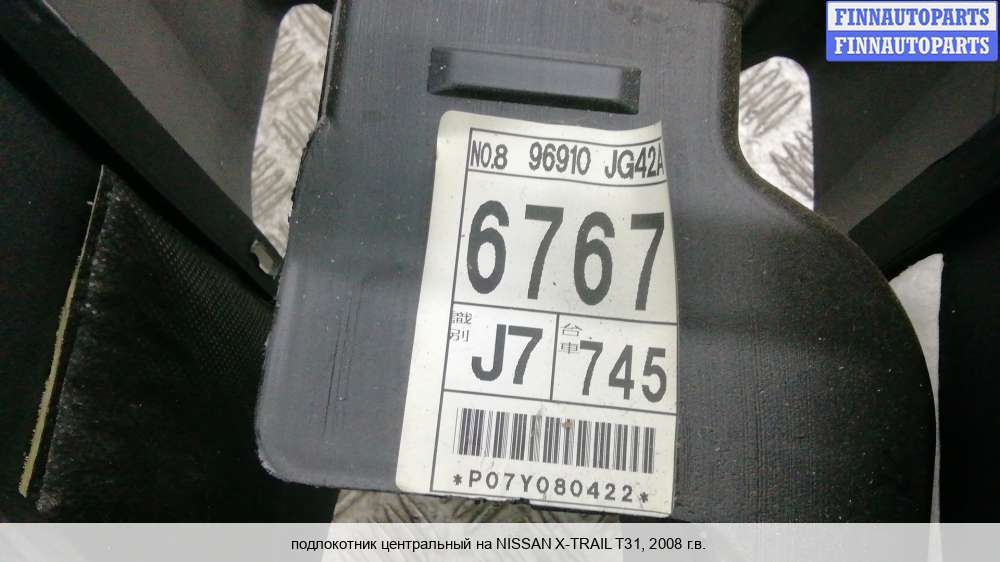 FINNAUTOPARTS
FINNAUTOPARTS
NO.8 96910 JG42A
6767
識別 J7 台車 745
*P07Y080422*
подлокотник центральный на NISSAN X-TRAIL T31, 2008 г.в.